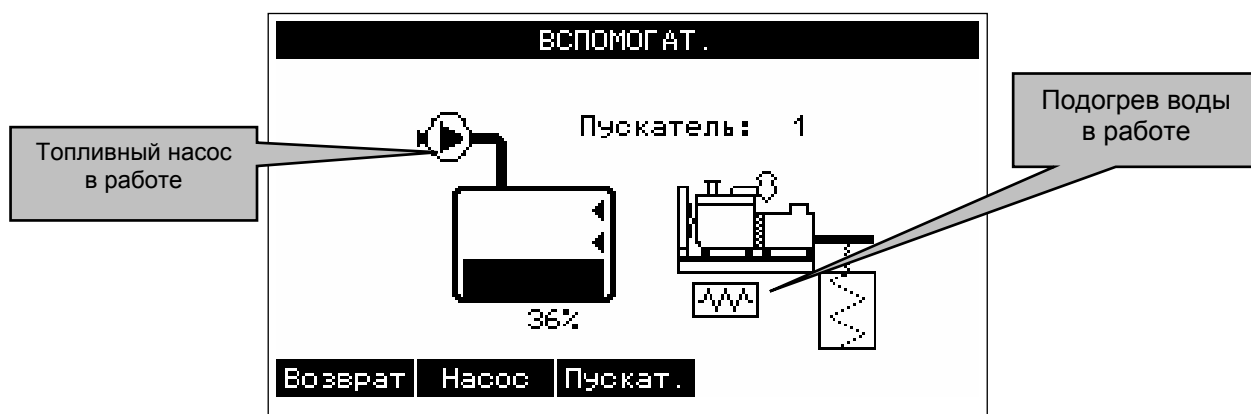 ВСПОМОГАТ.
Топливный насос
в работе
Пускатель: 1
Подогрев воды
в работе
36%
Возврат Насос Пускат.